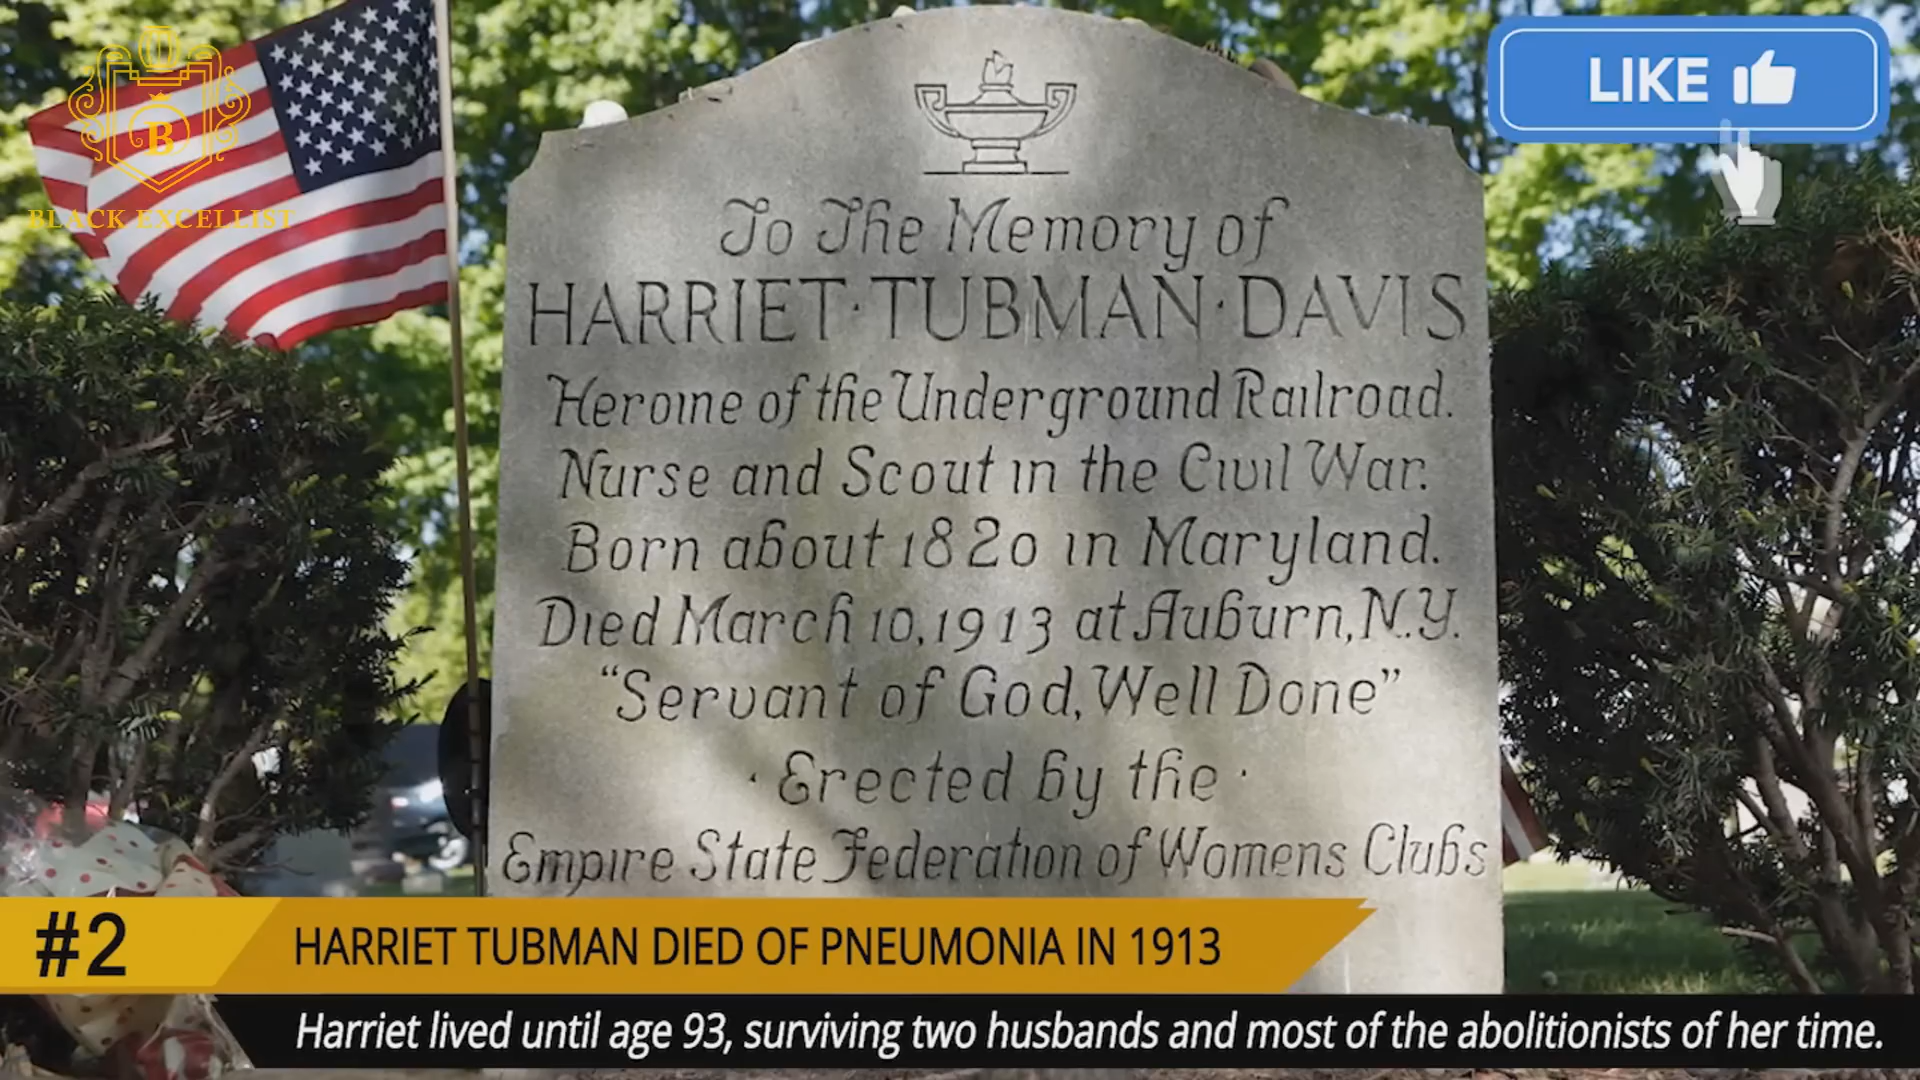 B
BLACK EXCELLIST
LIKE
To The Memory of
HARRIET·TUBMAN·DAVIS
Heroine of the Underground Railroad.
Nurse and Scout in the Civil War.
Born about 1820 in Maryland.
Died March 10, 1913 at Auburn, N.Y.
“Servant of God, Well Done”
· Erected by the ·
Empire State Federation of Womens Clubs
#2
HARRIET TUBMAN DIED OF PNEUMONIA IN 1913
Harriet lived until age 93, surviving two husbands and most of the abolitionists of her time.